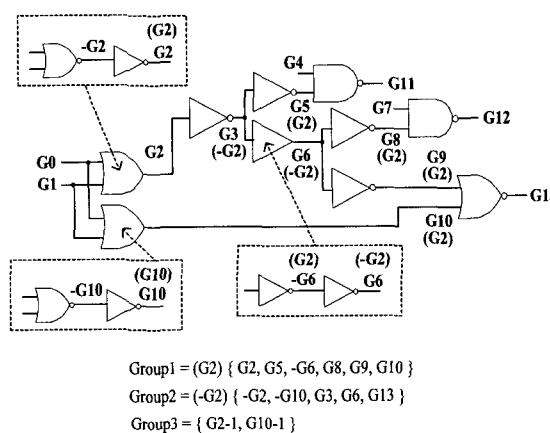 (G2)
-G2 G2
G4
G11
G5
(G2)
G7
G12
G3
(-G2)
G2
G6
(-G2)
G8
(G2)
G9
(G2)
G0
G1
G1
G10
(G2)
(G10)
-G10 G10
(G2) (-G2)
-G6 G6
Group1 = (G2) { G2, G5, -G6, G8, G9, G10 }
Group2 = (-G2) { -G2, -G10, G3, G6, G13 }
Group3 = { G2-1, G10-1 }